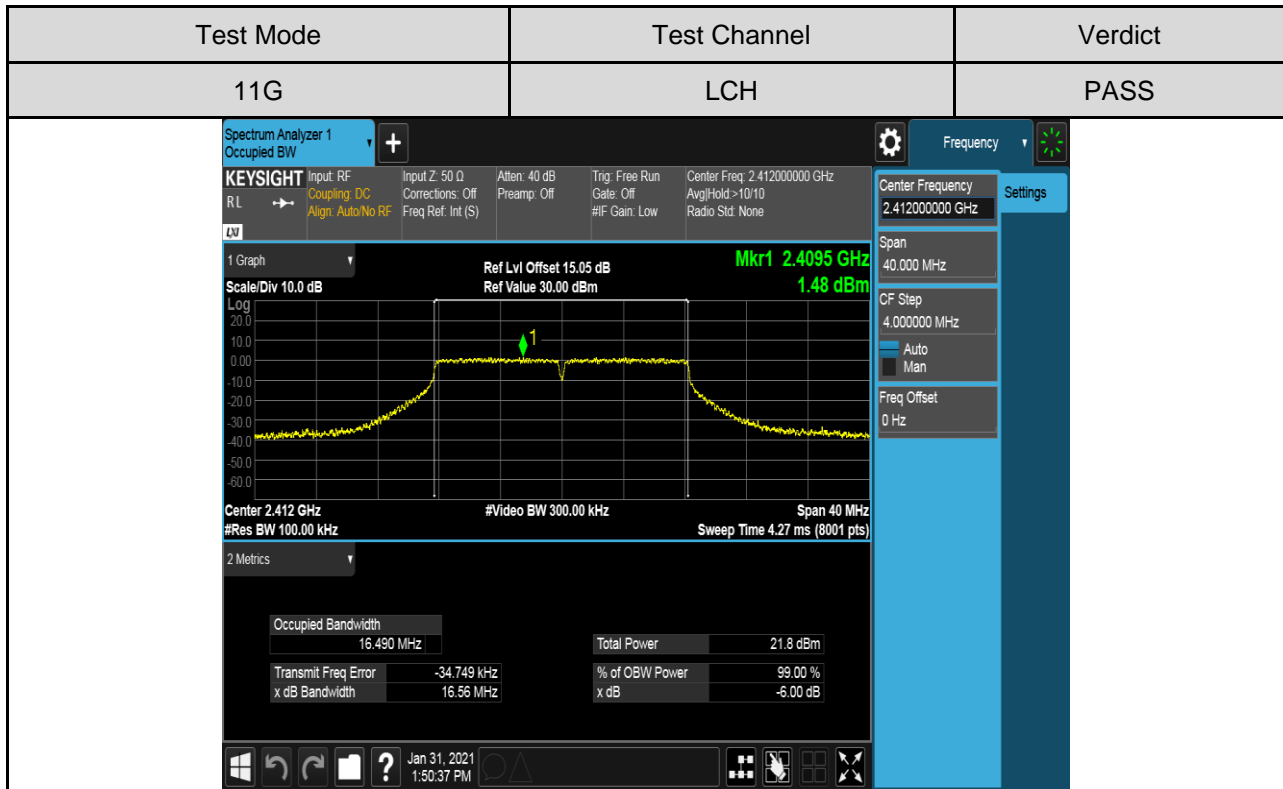 Test Mode Test Channel Verdict
11G LCH PASS
Spectrum Analyzer 1
Occupied BW
+
Frequency
KEYSIGHT Input: RF Input Z: 50 Ω Atten: 40 dB Trig: Free Run Center Freq: 2.412000000 GHz
RL Coupling: DC Corrections: Off Preamp: Off Gate: Off Avg|Hold:>10/10
Align: Auto/No RF Freq Ref: Int (S) #IF Gain: Low Radio Std: None
LXI
Center Frequency
2.412000000 GHz
Settings
Span
40.000 MHz
CF Step
4.000000 MHz
Auto
Man
Freq Offset
0 Hz
1 Graph
Ref Lvl Offset 15.05 dB
Mkr1 2.4095 GHz
Scale/Div 10.0 dB Ref Value 30.00 dBm 1.48 dBm
Log
20.0
10.0
0.00
-10.0
-20.0
-30.0
-40.0
-50.0
-60.0
1
Center 2.412 GHz #Video BW 300.00 kHz Span 40 MHz
#Res BW 100.00 kHz Sweep Time 4.27 ms (8001 pts)
2 Metrics
Occupied Bandwidth
16.490 MHz Total Power 21.8 dBm
Transmit Freq Error -34.749 kHz % of OBW Power 99.00 %
x dB Bandwidth 16.56 MHz x dB -6.00 dB
?
Jan 31, 2021
1:50:37 PM